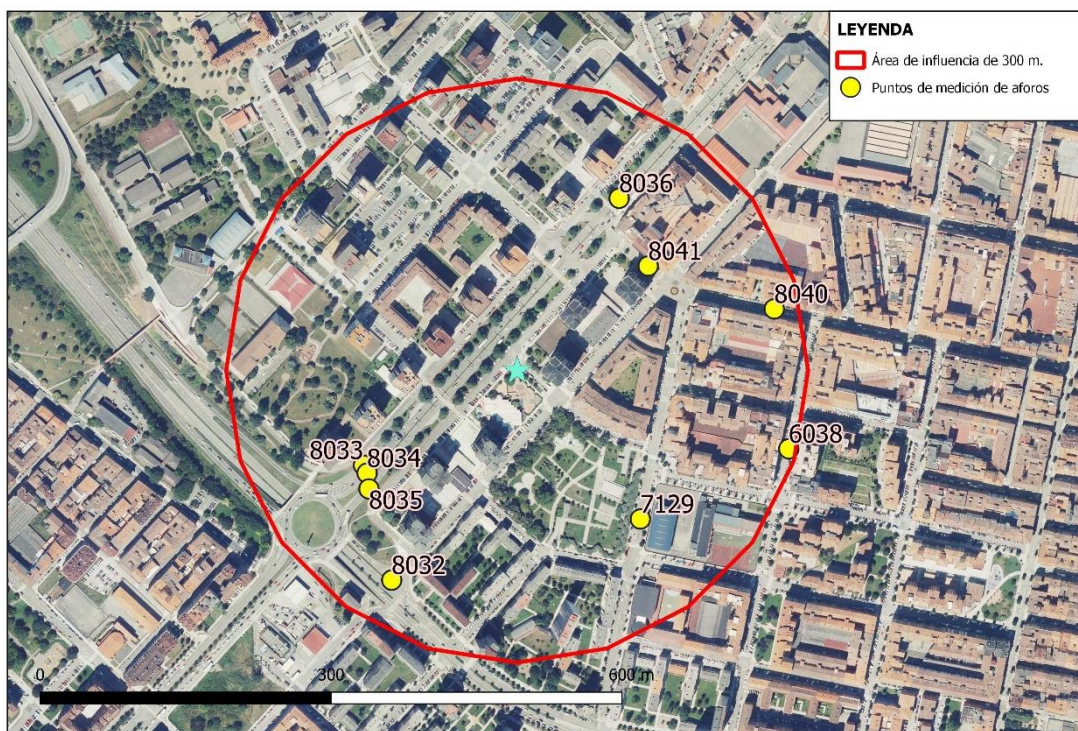 LEYENDA
Área de influencia de 300 m.
Puntos de medición de aforos
8036
8041
8040
8033
8034
6038
8035
7129
8032
0
300
600 m